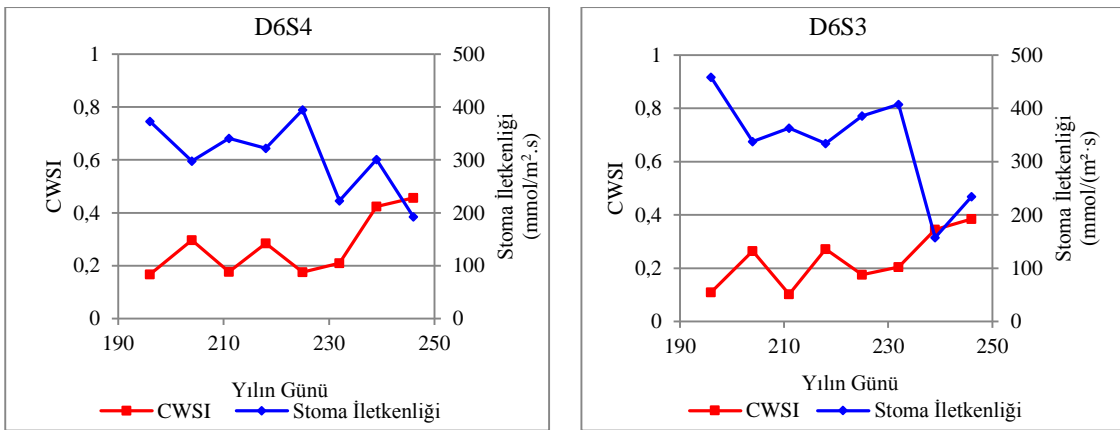 D6S4
1
0,8
0,6
0,4
0,2
0
CWSI
500
400
300
200
100
0
Stoma İletkenliği
(mmol/m².s)
190
210
230
250
Yılın Günü
CWSI
Stoma İletkenliği
D6S3
1
0,8
0,6
0,4
0,2
0
CWSI
500
400
300
200
100
0
Stoma İletkenliği
(mmol/(m²·s)
190
210
230
250
Yılın Günü
CWSI
Stoma İletkenliği